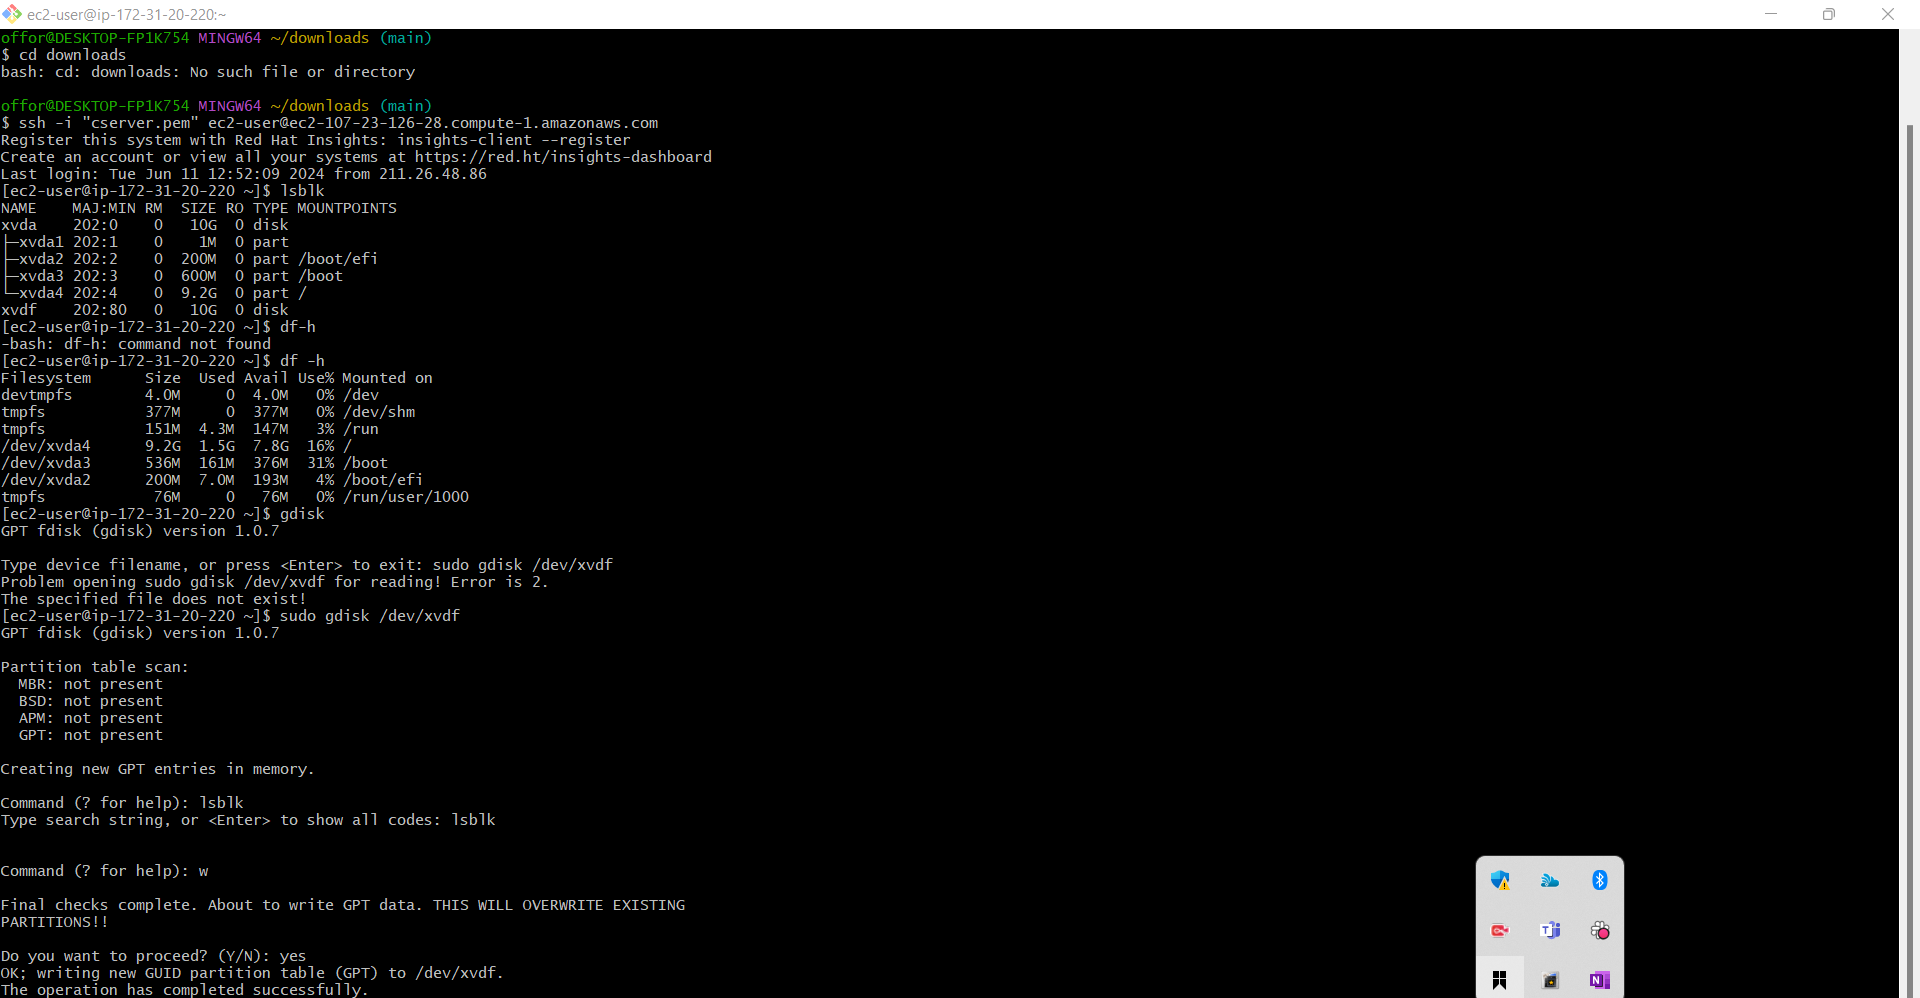 ec2-user@ip-172-31-20-220:~
offor@DESKTOP-FP1K754 MINGW64 ~/downloads (main)
$ cd downloads
bash: cd: downloads: No such file or directory
offor@DESKTOP-FP1K754 MINGW64 ~/downloads (main)
$ ssh -i "cserver.pem" ec2-user@ec2-107-23-126-28.compute-1.amazonaws.com
Register this system with Red Hat Insights: insights-client --register
Create an account or view all your systems at https://red.ht/insights-dashboard
Last login: Tue Jun 11 12:52:09 2024 from 211.26.48.86
[ec2-user@ip-172-31-20-220 ~]$ lsblk
NAME    MAJ:MIN RM  SIZE RO TYPE MOUNTPOINTS
xvda    202:0    0   10G  0 disk
├─xvda1 202:1    0    1M  0 part
├─xvda2 202:2    0  200M  0 part /boot/efi
├─xvda3 202:3    0  600M  0 part /boot
└─xvda4 202:4    0  9.2G  0 part /
xvdf    202:80   0   10G  0 disk
[ec2-user@ip-172-31-20-220 ~]$ df-h
-bash: df-h: command not found
[ec2-user@ip-172-31-20-220 ~]$ df -h
Filesystem      Size  Used Avail Use% Mounted on
devtmpfs        4.0M     0  4.0M   0% /dev
tmpfs           377M     0  377M   0% /dev/shm
tmpfs           151M  4.3M  147M   3% /run
/dev/xvda4      9.2G  1.5G  7.8G  16% /
/dev/xvda3      536M  161M  376M  31% /boot
/dev/xvda2      200M  7.0M  193M   4% /boot/efi
tmpfs            76M     0   76M   0% /run/user/1000
[ec2-user@ip-172-31-20-220 ~]$ gdisk
GPT fdisk (gdisk) version 1.0.7
Type device filename, or press <Enter> to exit: sudo gdisk /dev/xvdf
Problem opening sudo gdisk /dev/xvdf for reading! Error is 2.
The specified file does not exist!
[ec2-user@ip-172-31-20-220 ~]$ sudo gdisk /dev/xvdf
GPT fdisk (gdisk) version 1.0.7
Partition table scan:
  MBR: not present
  BSD: not present
  APM: not present
  GPT: not present
Creating new GPT entries in memory.
Command (? for help): lsblk
Type search string, or <Enter> to show all codes: lsblk
Command (? for help): w
Final checks complete. About to write GPT data. THIS WILL OVERWRITE EXISTING
PARTITIONS!!
Do you want to proceed? (Y/N): yes
OK; writing new GUID partition table (GPT) to /dev/xvdf.
The operation has completed successfully.